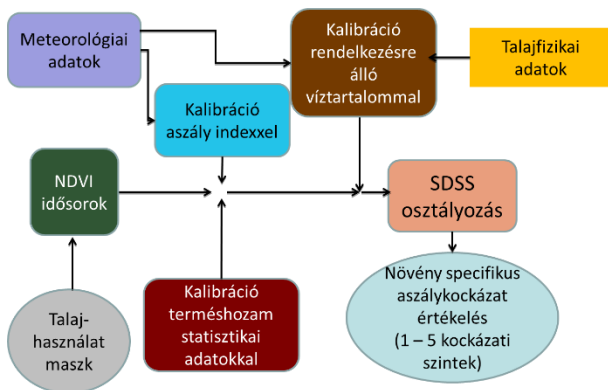 Meteorológiai
adatok
Kalibráció
rendelkezésre
álló
víztartalommal
Talajfizikai
adatok
Kalibráció
aszály indexxel
NDVI
idősorok
SDSS
osztályozás
Talaj-
használat
maszk
Kalibráció
terméshozam
statisztikai
adatokkal
Növény specifikus
aszálykockázat
értékelés
(1 – 5 kockázati
szintek)